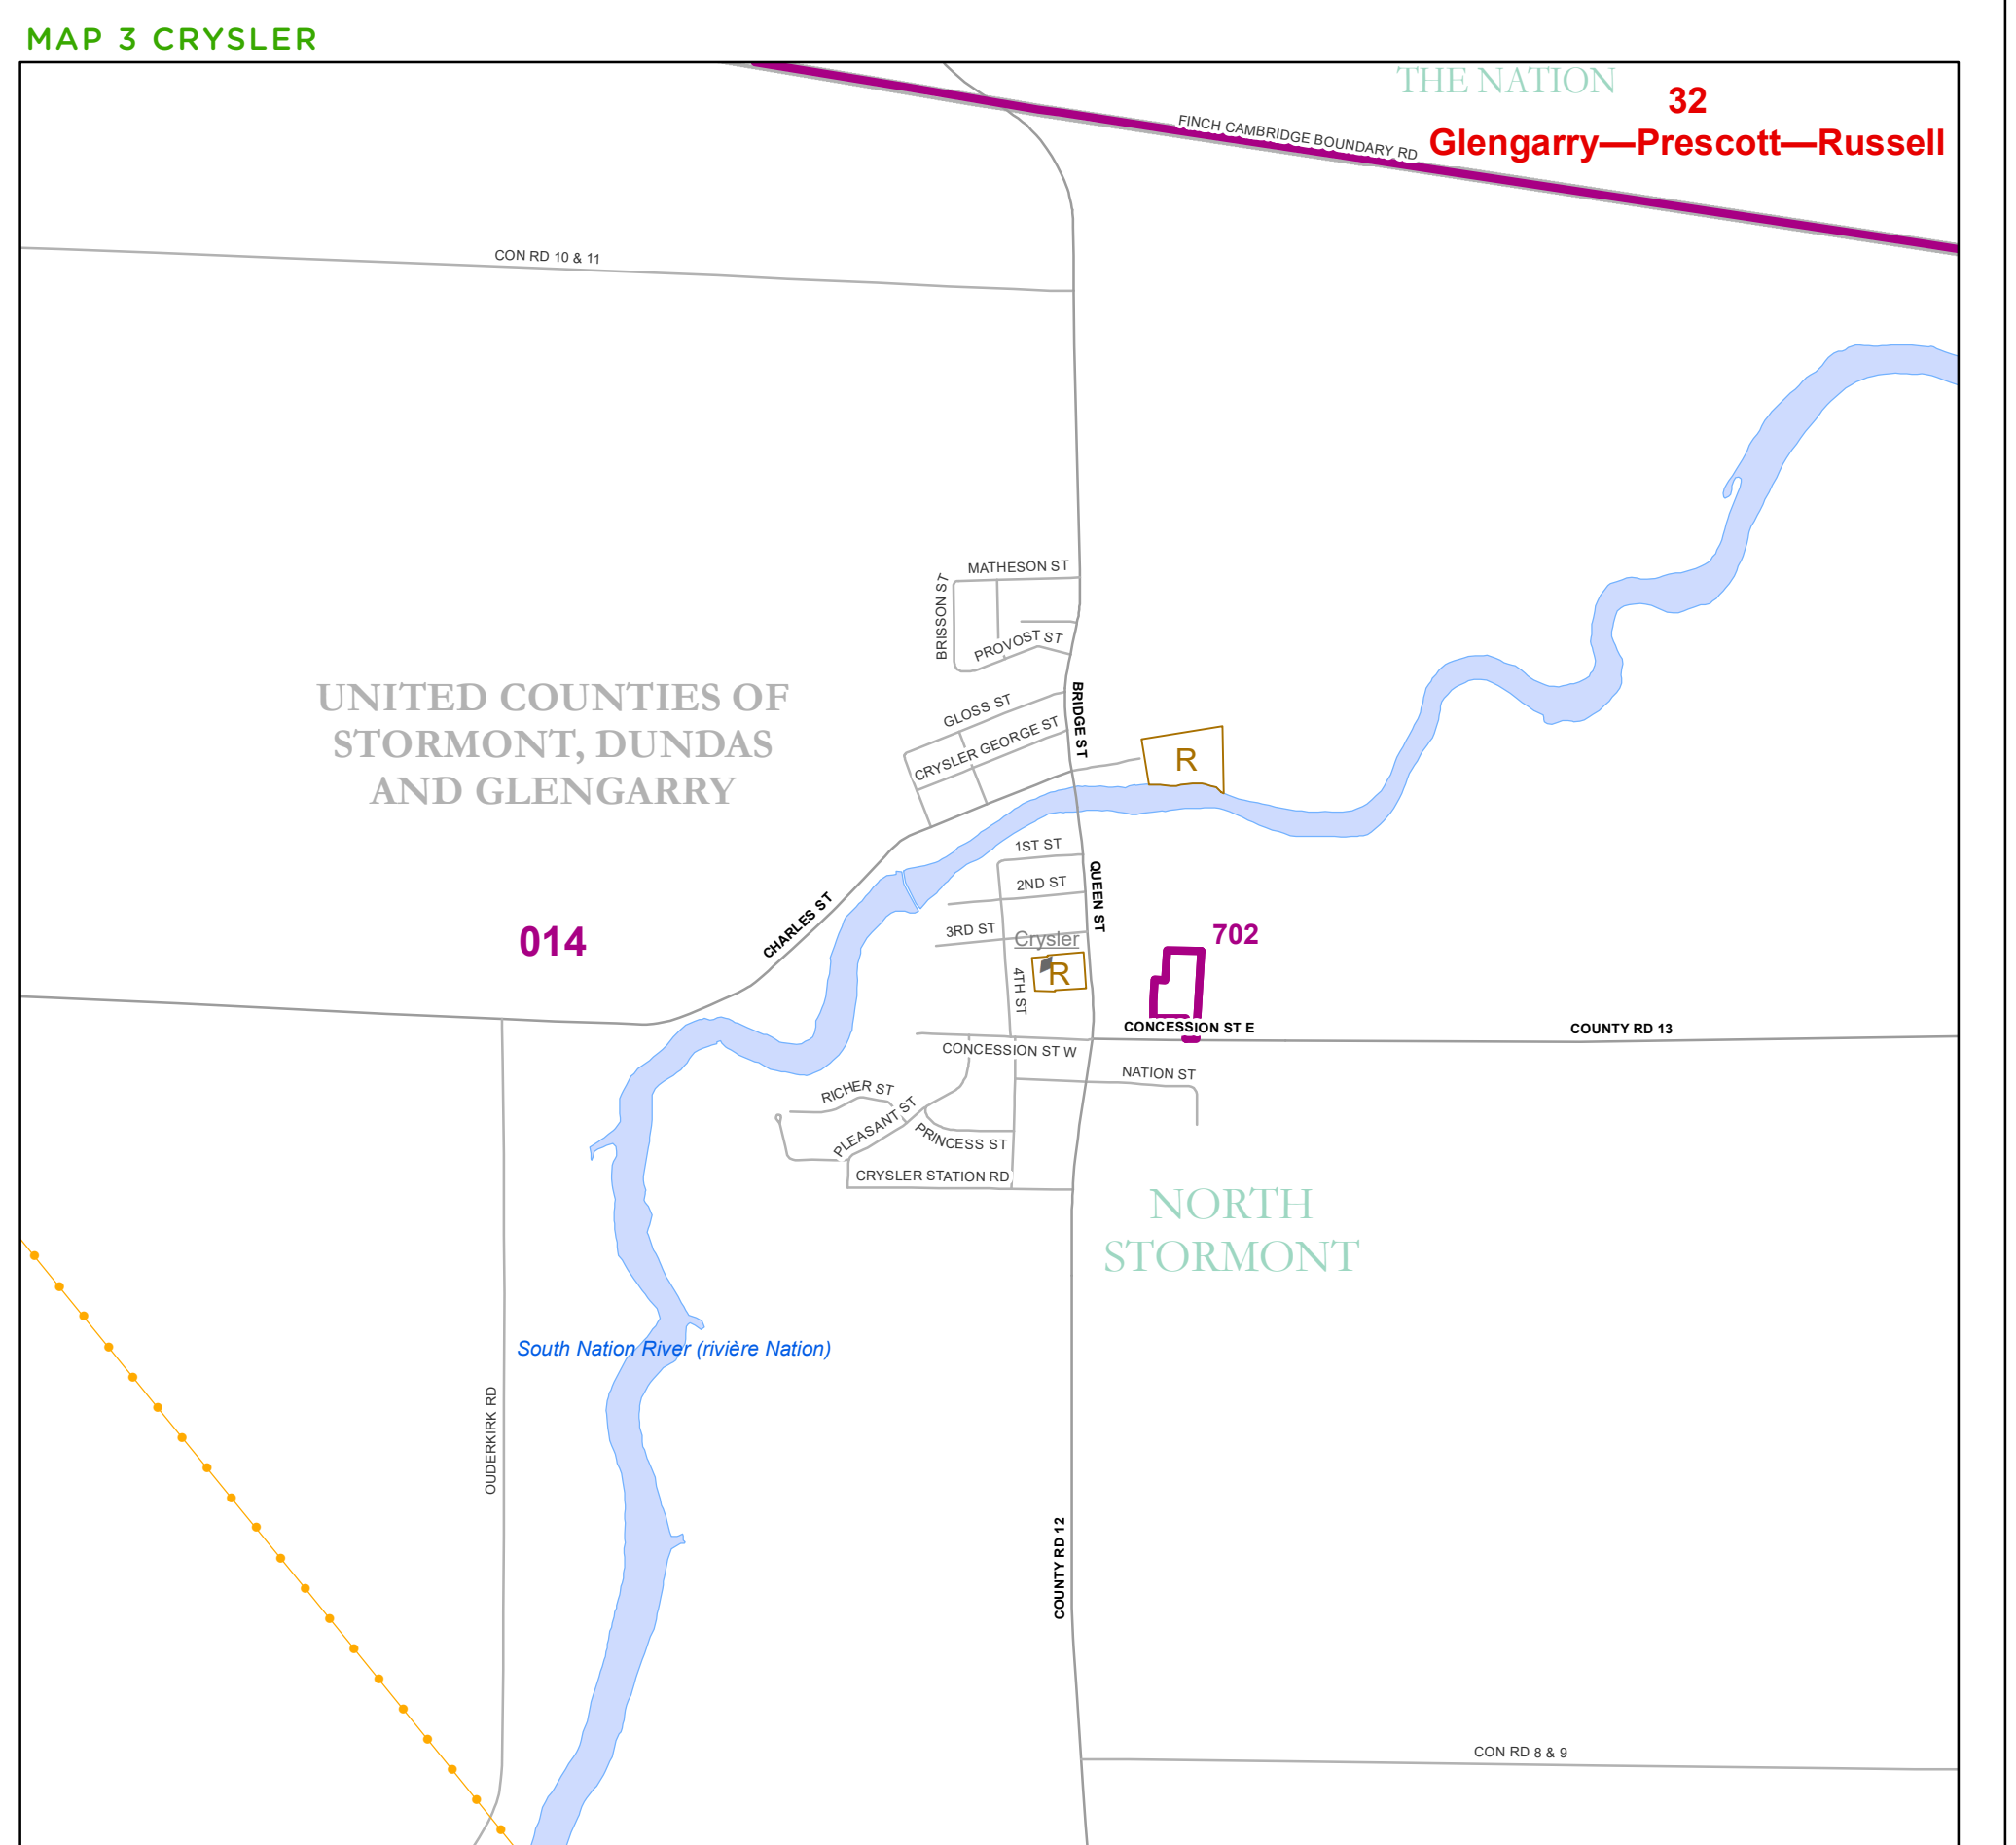 MAP 3 CRYSLER
THE NATION
32
Glengarry—Prescott—Russell
FINCH CAMBRIDGE BOUNDARY RD
CON RD 10 & 11
MATHESON ST
BRISSON ST
PROVOST ST
UNITED COUNTIES OF
STORMONT, DUNDAS
AND GLENGARRY
GLOSS ST
BRIDGE ST
CRYSLER GEORGE ST
R
1ST ST
2ND ST
QUEEN ST
3RD ST
Crysler
CHARLES ST
014
702
R
4TH ST
CONCESSION ST E
COUNTY RD 13
CONCESSION ST W
NATION ST
RICHER ST
PLEASANT ST
PRINCESS ST
CRYSLER STATION RD
NORTH
STORMONT
South Nation River (rivière Nation)
OUDERKIRK RD
COUNTY RD 12
CON RD 8 & 9